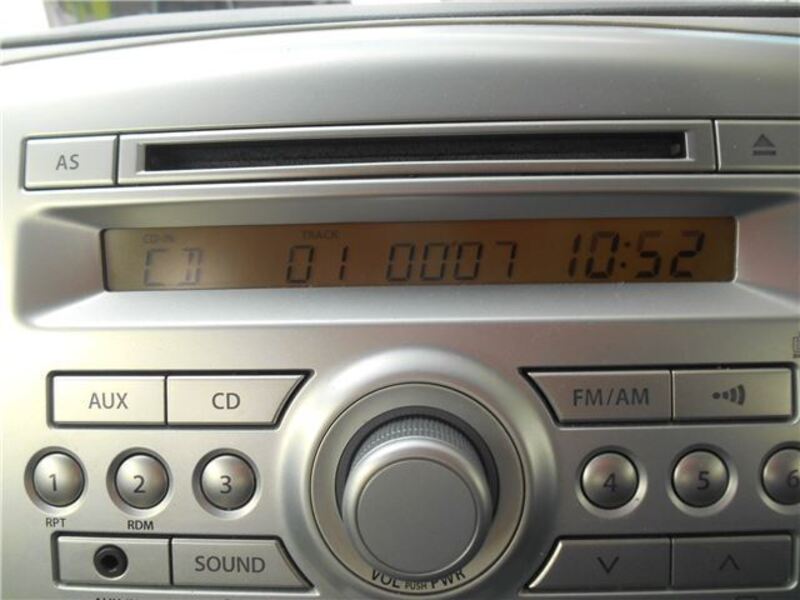 AS
CD-IN TRACK
CD 01 0007 10:52
AUX CD FM/AM
1 2 3 4 5 6
RPT RDM
SOUND
VOL PUSH PWR